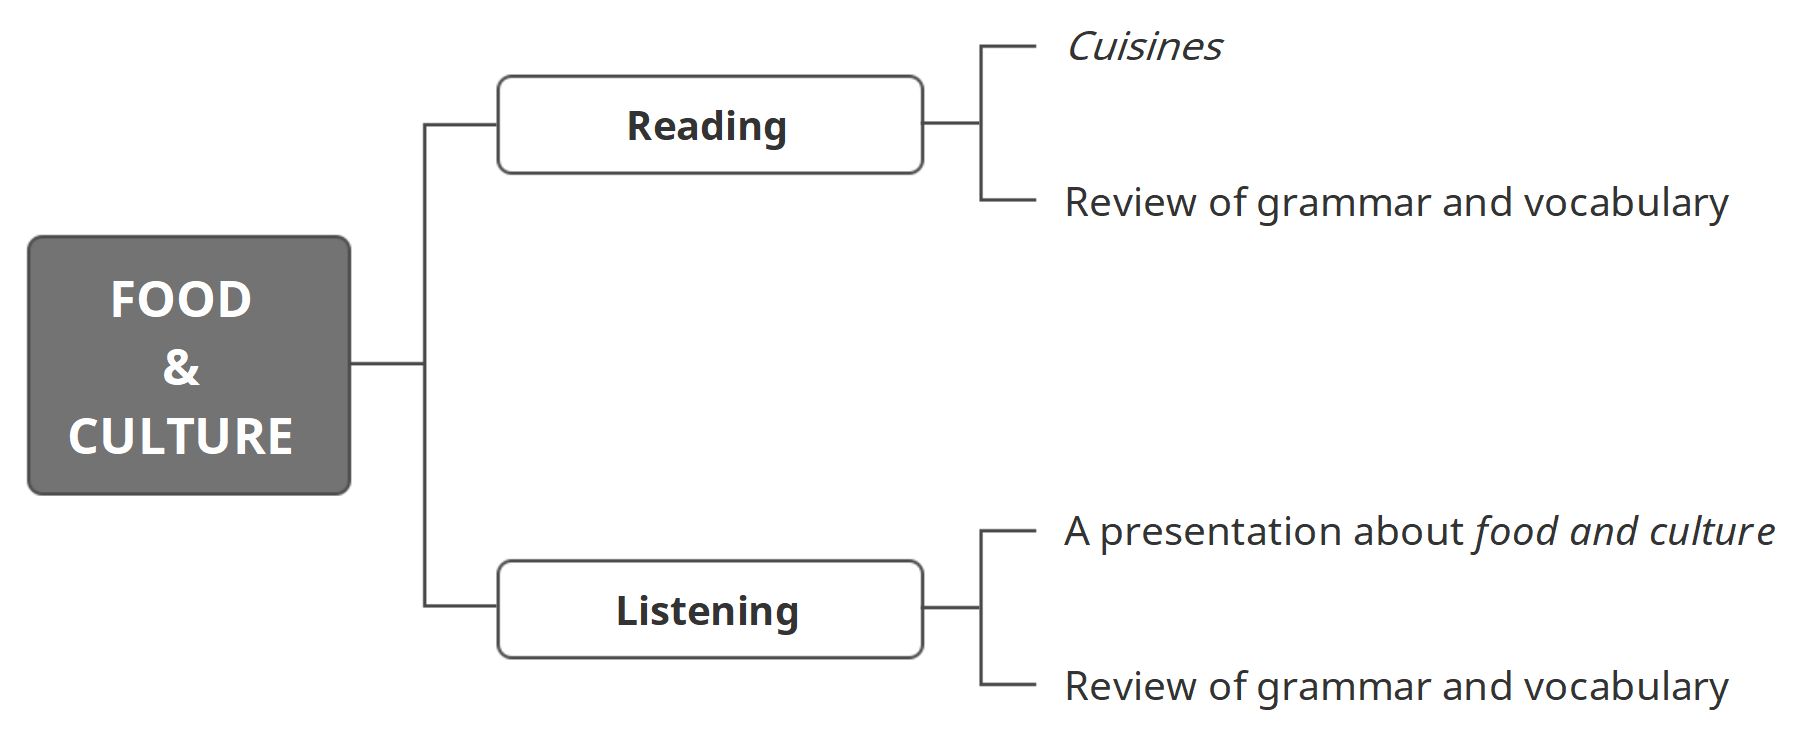 FOOD
&
CULTURE
Reading
Cuisines
Review of grammar and vocabulary
Listening
A presentation about food and culture
Review of grammar and vocabulary